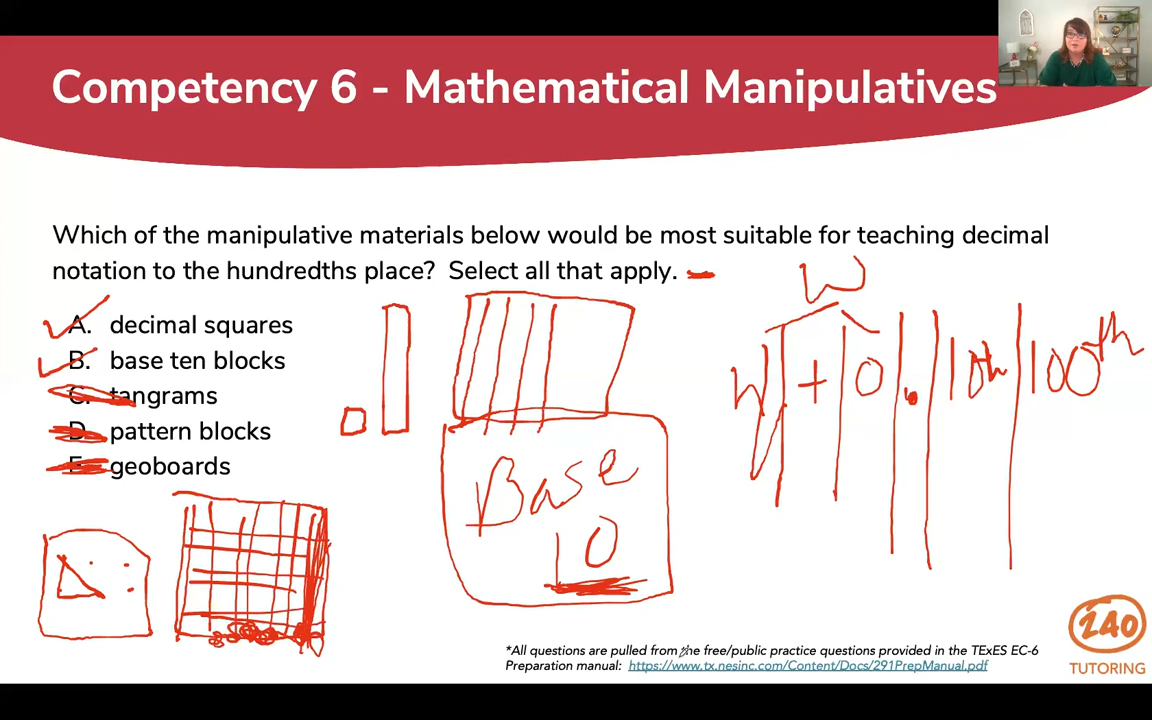 Competency 6 - Mathematical Manipulatives
Which of the manipulative materials below would be most suitable for teaching decimal
notation to the hundredths place? Select all that apply.
A. decimal squares
B. base ten blocks
C. tangrams
D. pattern blocks
E. geoboards
W
H T O . 10th 100th
Base
10
*All questions are pulled from the free/public practice questions provided in the TExES EC-6
Preparation manual: https://www.tx.nesinc.com/Content/Docs/291PrepManual.pdf
240
TUTORING